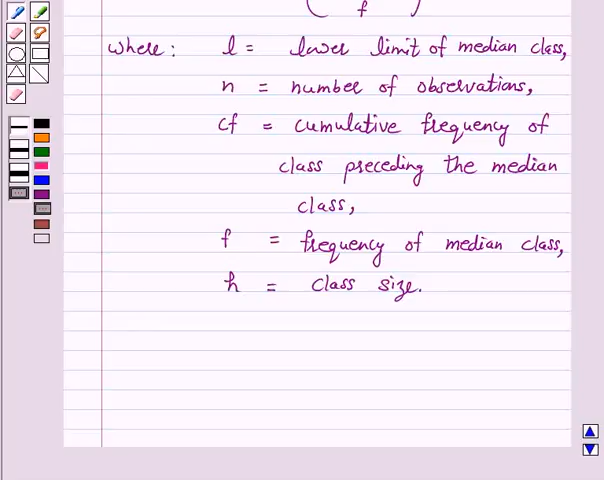 ( f )
where: l = lower limit of median class,
n = number of observations,
cf = cumulative frequency of
class preceding the median
class,
f = frequency of median class,
h = class size.